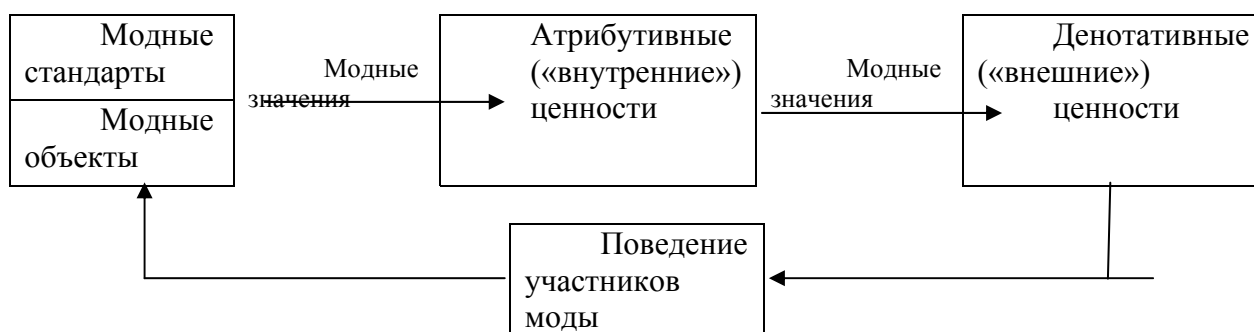 Модные
стандарты
Модные
объекты
Модные
значения
Атрибутивные
(«внутренние»)
ценности
Модные
значения
Денотативные
(«внешние»)
ценности
Поведение
участников
моды